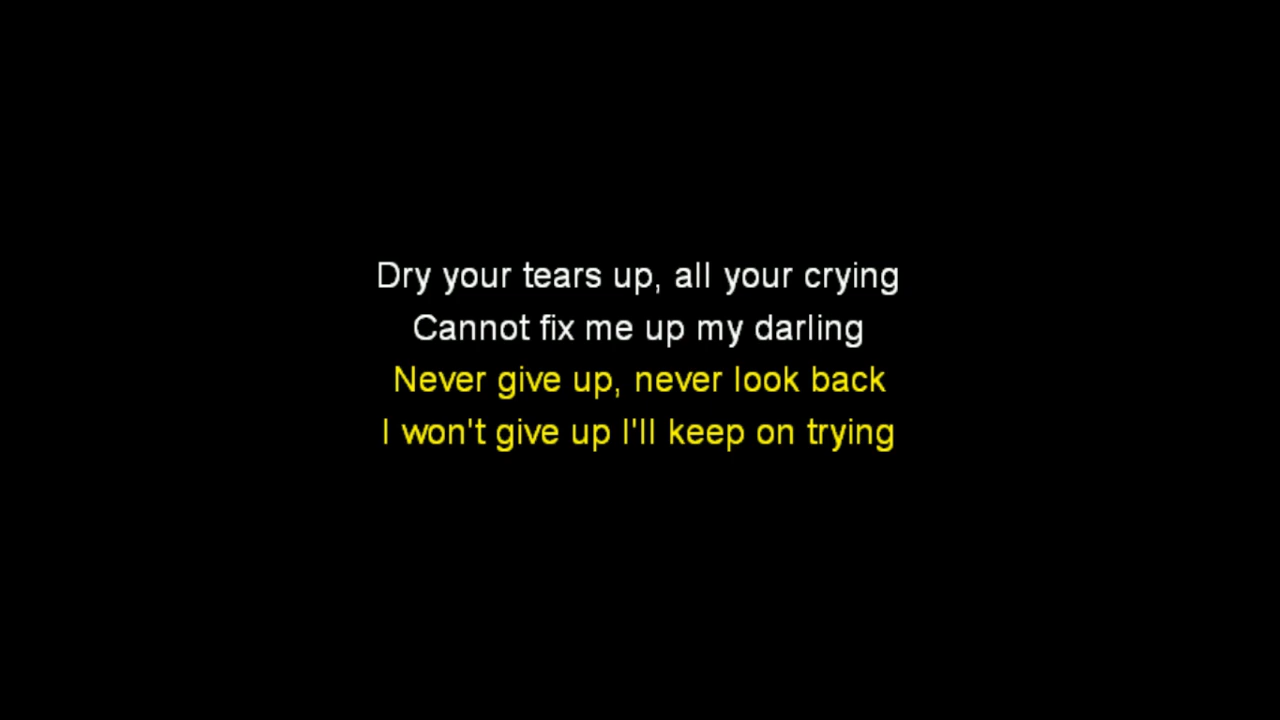 Dry your tears up, all your crying
Cannot fix me up my darling
Never give up, never look back
I won't give up I'll keep on trying